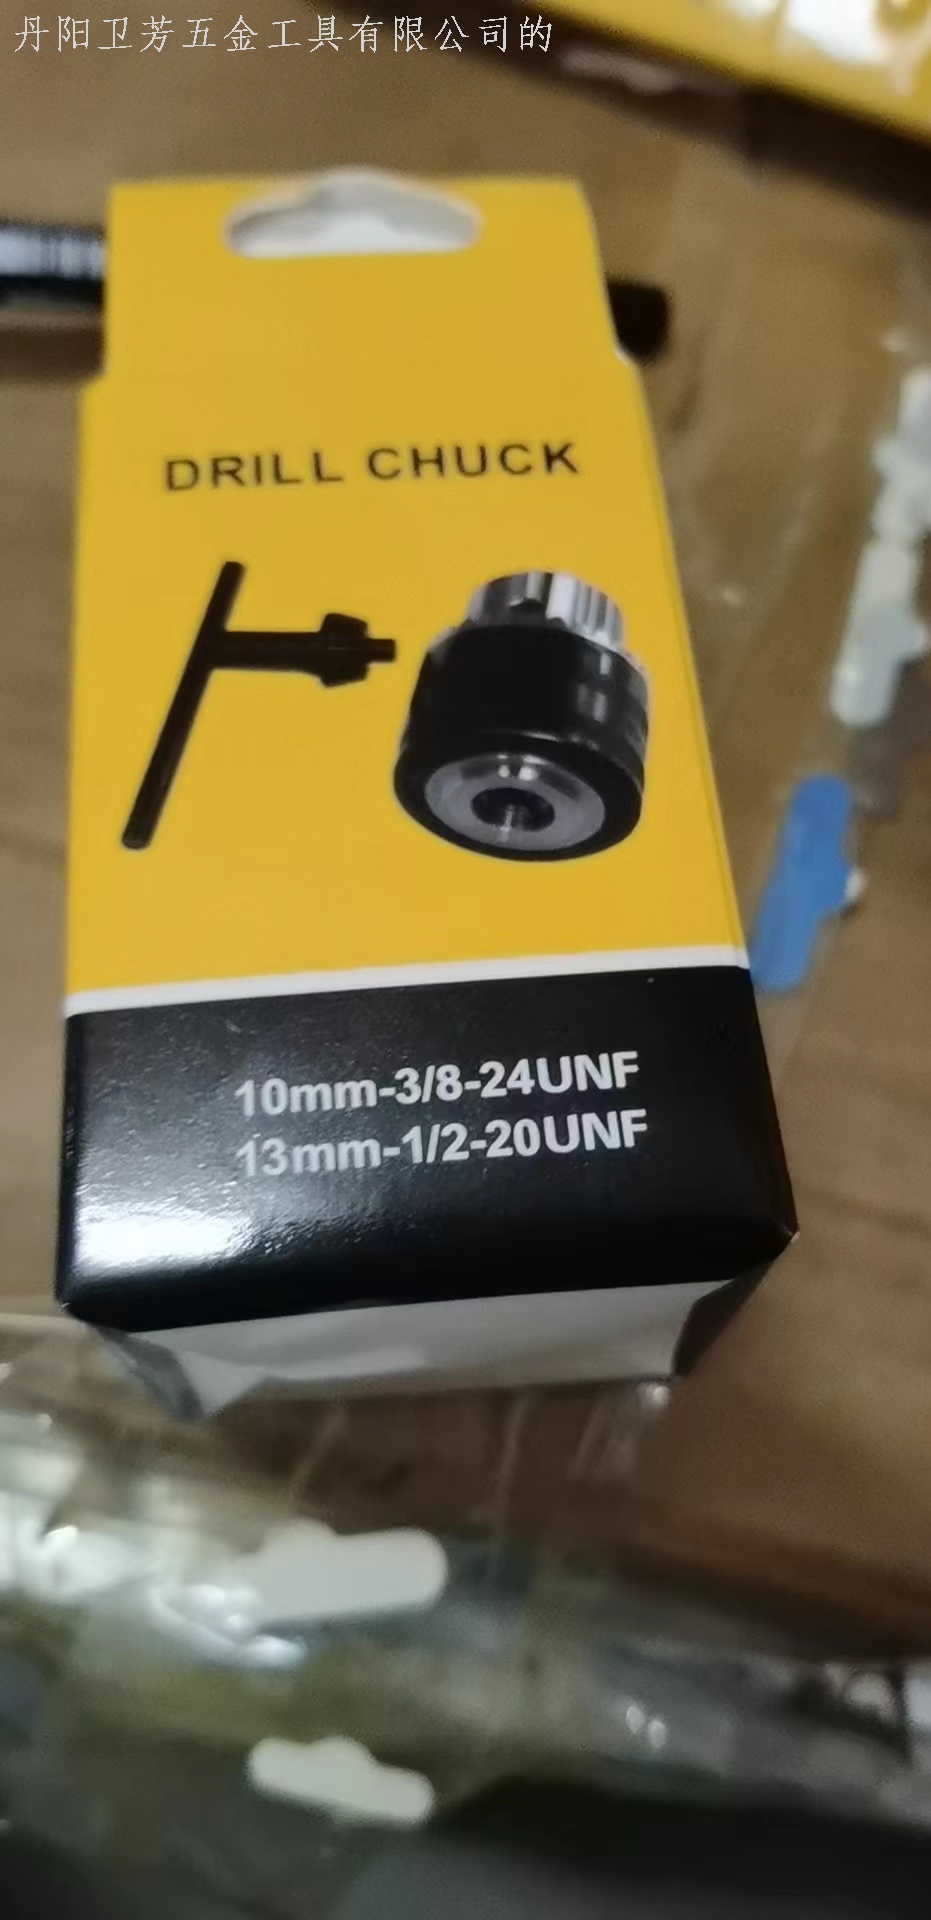 丹阳卫芳五金工具有限公司的
DRILL CHUCK
10mm-3/8-24UNF
13mm-1/2-20UNF